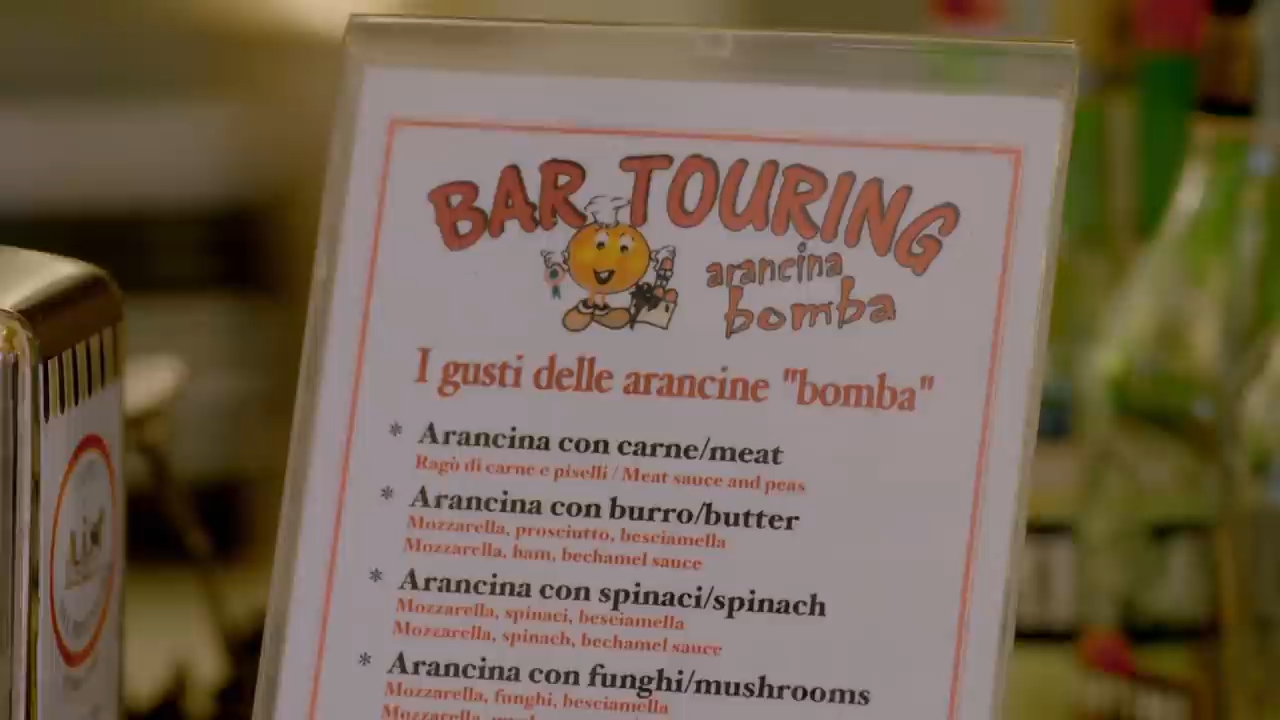 BAR TOURING
arancina
bomba
I gusti delle arancine "bomba"
* Arancina con carne/meat
Ragò di carne e piselli / Meat sauce and peas
* Arancina con burro/butter
Mozzarella, prosciutto, besciamella
Mozzarella, ham, bechamel sauce
* Arancina con spinaci/spinach
Mozzarella, spinaci, besciamella
Mozzarella, spinach, bechamel sauce
* Arancina con funghi/mushrooms
Mozzarella, funghi, besciamella
Mozzarella,